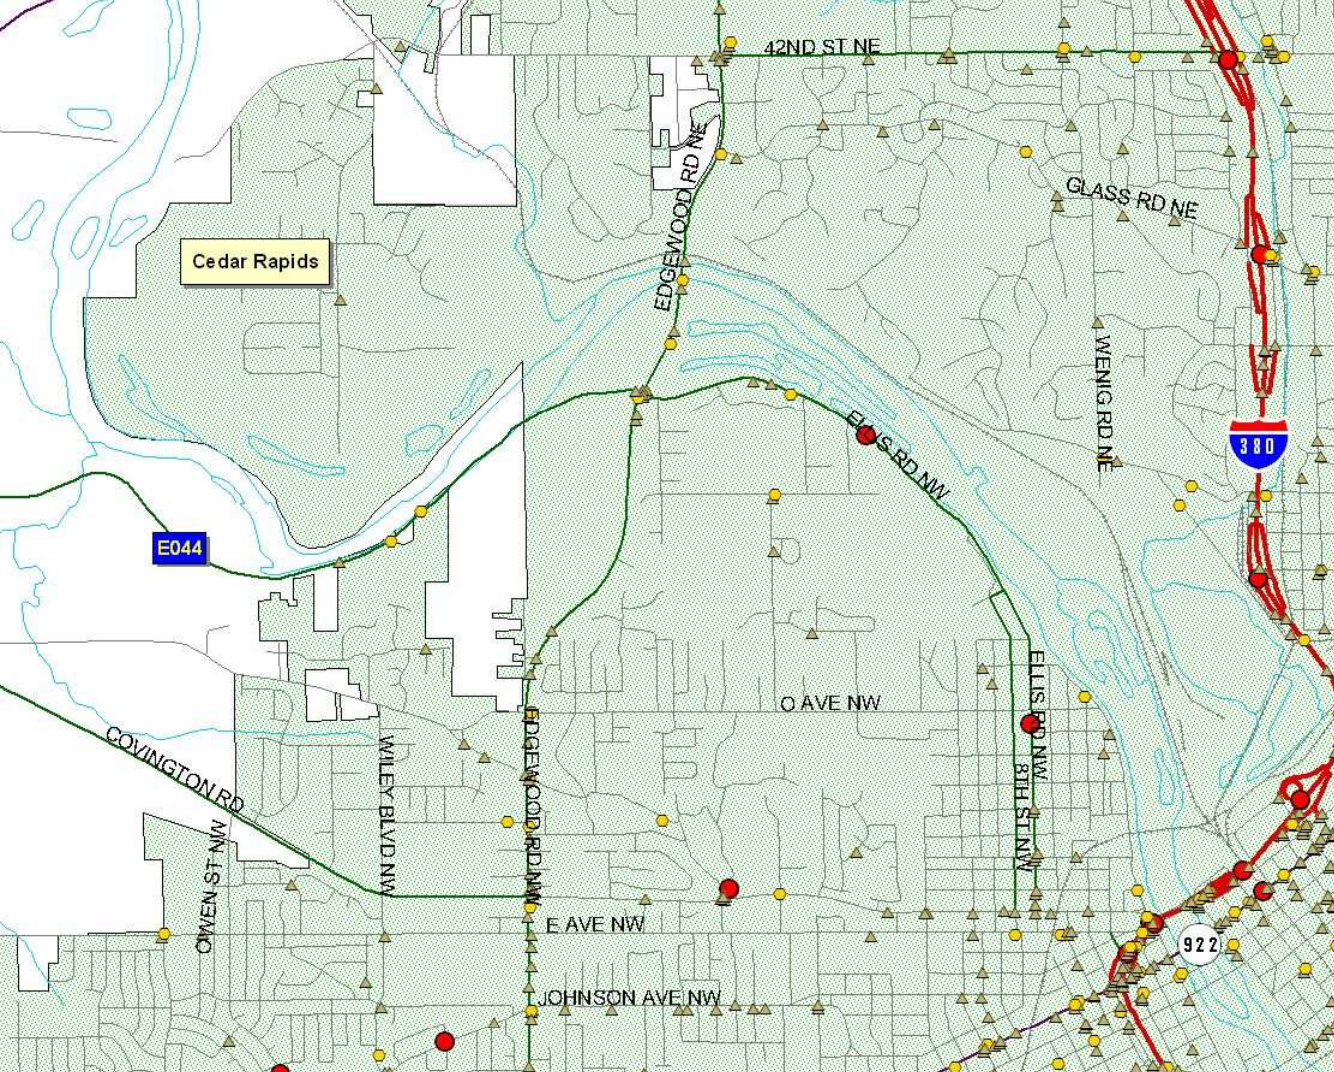 42ND ST NE
EDGEWOOD RD NE
GLASS RD NE
Cedar Rapids
WENIG RD NE
ELLIS RD NW
380
E044
O AVE NW
ELLIS RD NW
COVINGTON RD
WILEY BLVD NW
EDGEWOOD RD NW
8TH ST NW
OWEN ST NW
E AVE NW
922
JOHNSON AVE NW